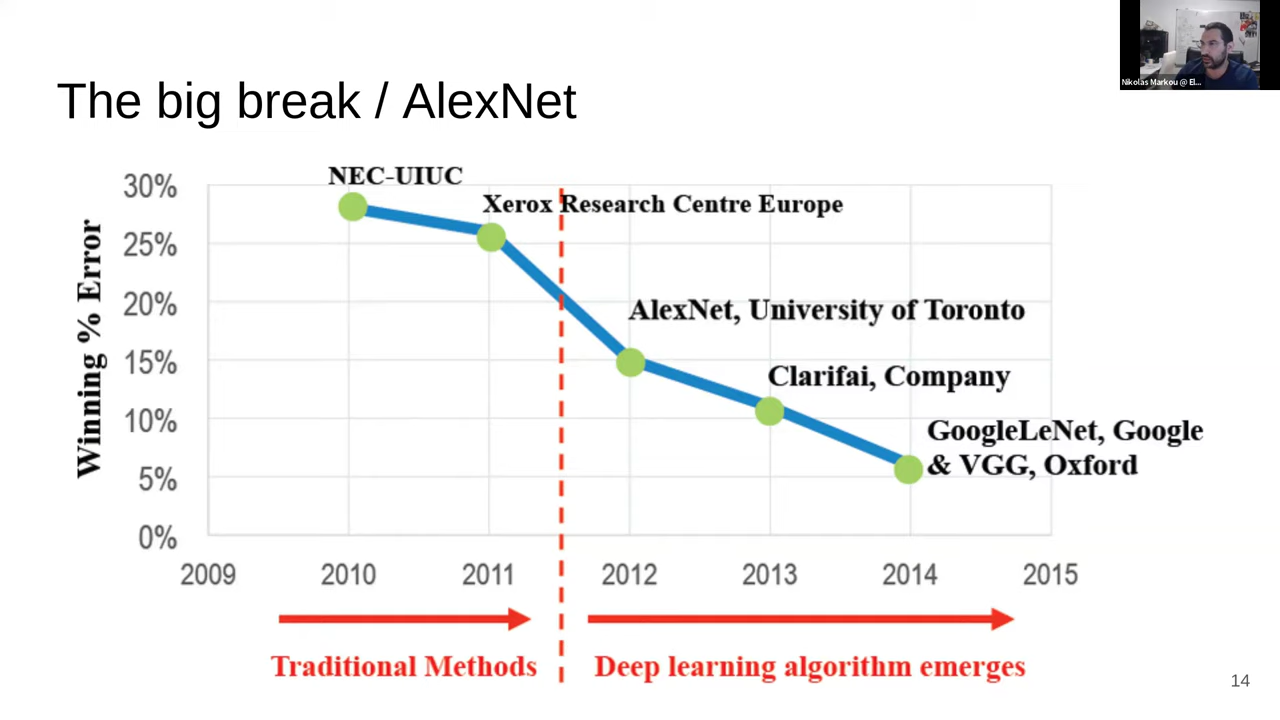 Nikolas Markou @ El...
The big break / AlexNet
NEC-UIUC
Xerox Research Centre Europe
AlexNet, University of Toronto
Clarifai, Company
GoogleLeNet, Google
& VGG, Oxford
Winning % Error
30%
25%
20%
15%
10%
5%
0%
2009 2010 2011 2012 2013 2014 2015
Traditional Methods
Deep learning algorithm emerges
14